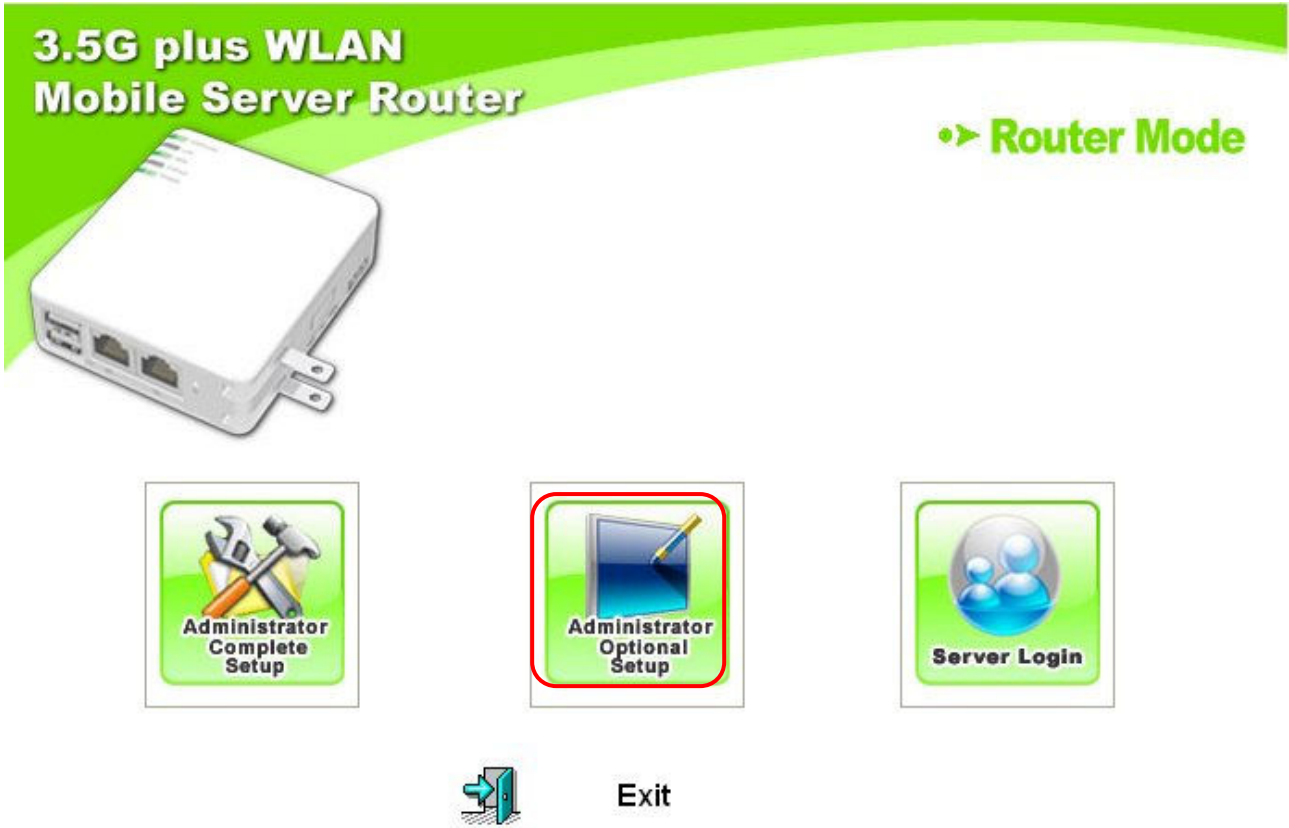 3.5G plus WLAN
Mobile Server Router
Router Mode
Administrator
Complete
Setup
Administrator
Optional
Setup
Server Login
Exit